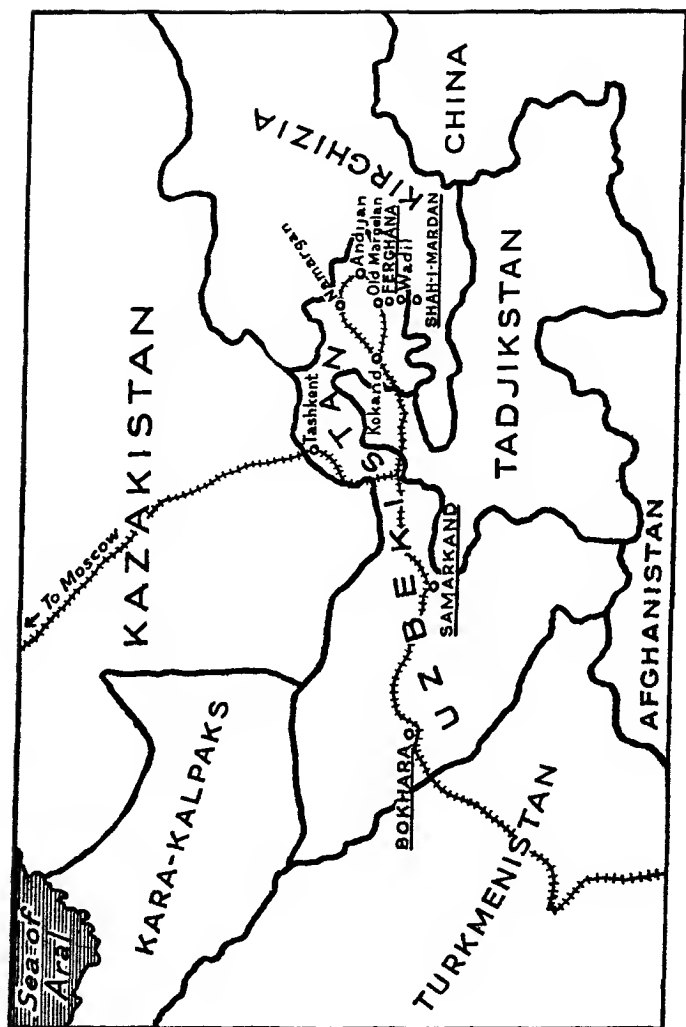 Sea of
Aral
KARA-KALPAKS
KAZAKISTAN
R- To Moscow
KIRGHIZIA
CHINA
UZBEKISTAN
Tashkent
Namargan
Andijan
Old Margelan
FERGHANA
Wadil
SHAH-I-MARDAN
Kokand
SAMARKAND
BOKHARA
TADJIKSTAN
TURKMENISTAN
AFGHANISTAN